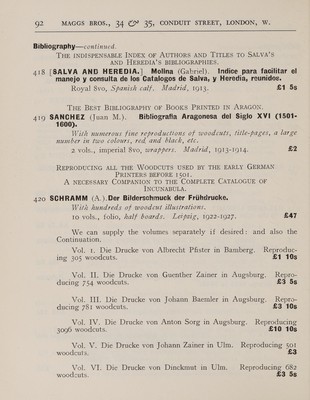 92 MAGGS BROS., 34 & 35, CONDUIT STREET, LONDON, W.
Bibliography—continued.
THE INDISPENSABLE INDEX OF AUTHORS AND TITLES TO SALVA'S
AND HEREDIA'S BIBLIOGRAPHIES.
418 [SALVA AND HEREDIA.] Molina (Gabriel). Indice para facilitar el
manejo y consulta de los Catalogos de Salva, y Heredia, reunidos.
Royal 8vo, Spanish calf. Madrid, 1913. £1 5s
THE BEST BIBLIOGRAPHY OF BOOKS PRINTED IN ARAGON.
419 SANCHEZ (Juan M.). Bibliografia Aragonesa del Siglo XVI (1501-
1600).
With numerous fine reproductions of woodcuts, title-pages, a large
number in two colours, red and black, etc.
2 vols., imperial 8vo, wrappers. Madrid, 1913-1914. £2
REPRODUCING ALL THE WOODCUTS USED BY THE EARLY GERMAN
PRINTERS BEFORE 1501.
A NECESSARY COMPANION TO THE COMPLETE CATALOGUE OF
INCUNABULA.
420 SCHRAMM (A.). Der Bilderschmuck der Frühdrucke.
With hundreds of woodcut illustrations.
10 vols., folio, half boards. Leipzig, 1922-1927. £47
We can supply the volumes separately if desired: and also the
Continuation.
Vol. I. Die Drucke von Albrecht Pfister in Bamberg. Reproduc-
ing 305 woodcuts. £1 10s
Vol. II. Die Drucke von Guenther Zainer in Augsburg. Repro-
ducing 754 woodcuts. £3 5s
Vol. III. Die Drucke von Johann Baemler in Augsburg. Repro-
ducing 781 woodcuts. £3 10s
Vol. IV. Die Drucke von Anton Sorg in Augsburg. Reproducing
3096 woodcuts. £10 10s
Vol. V. Die Drucke von Johann Zainer in Ulm. Reproducing 501
woodcuts. £3
Vol. VI. Die Drucke von Dinckmut in Ulm. Reproducing 682
woodcuts. £3 5s